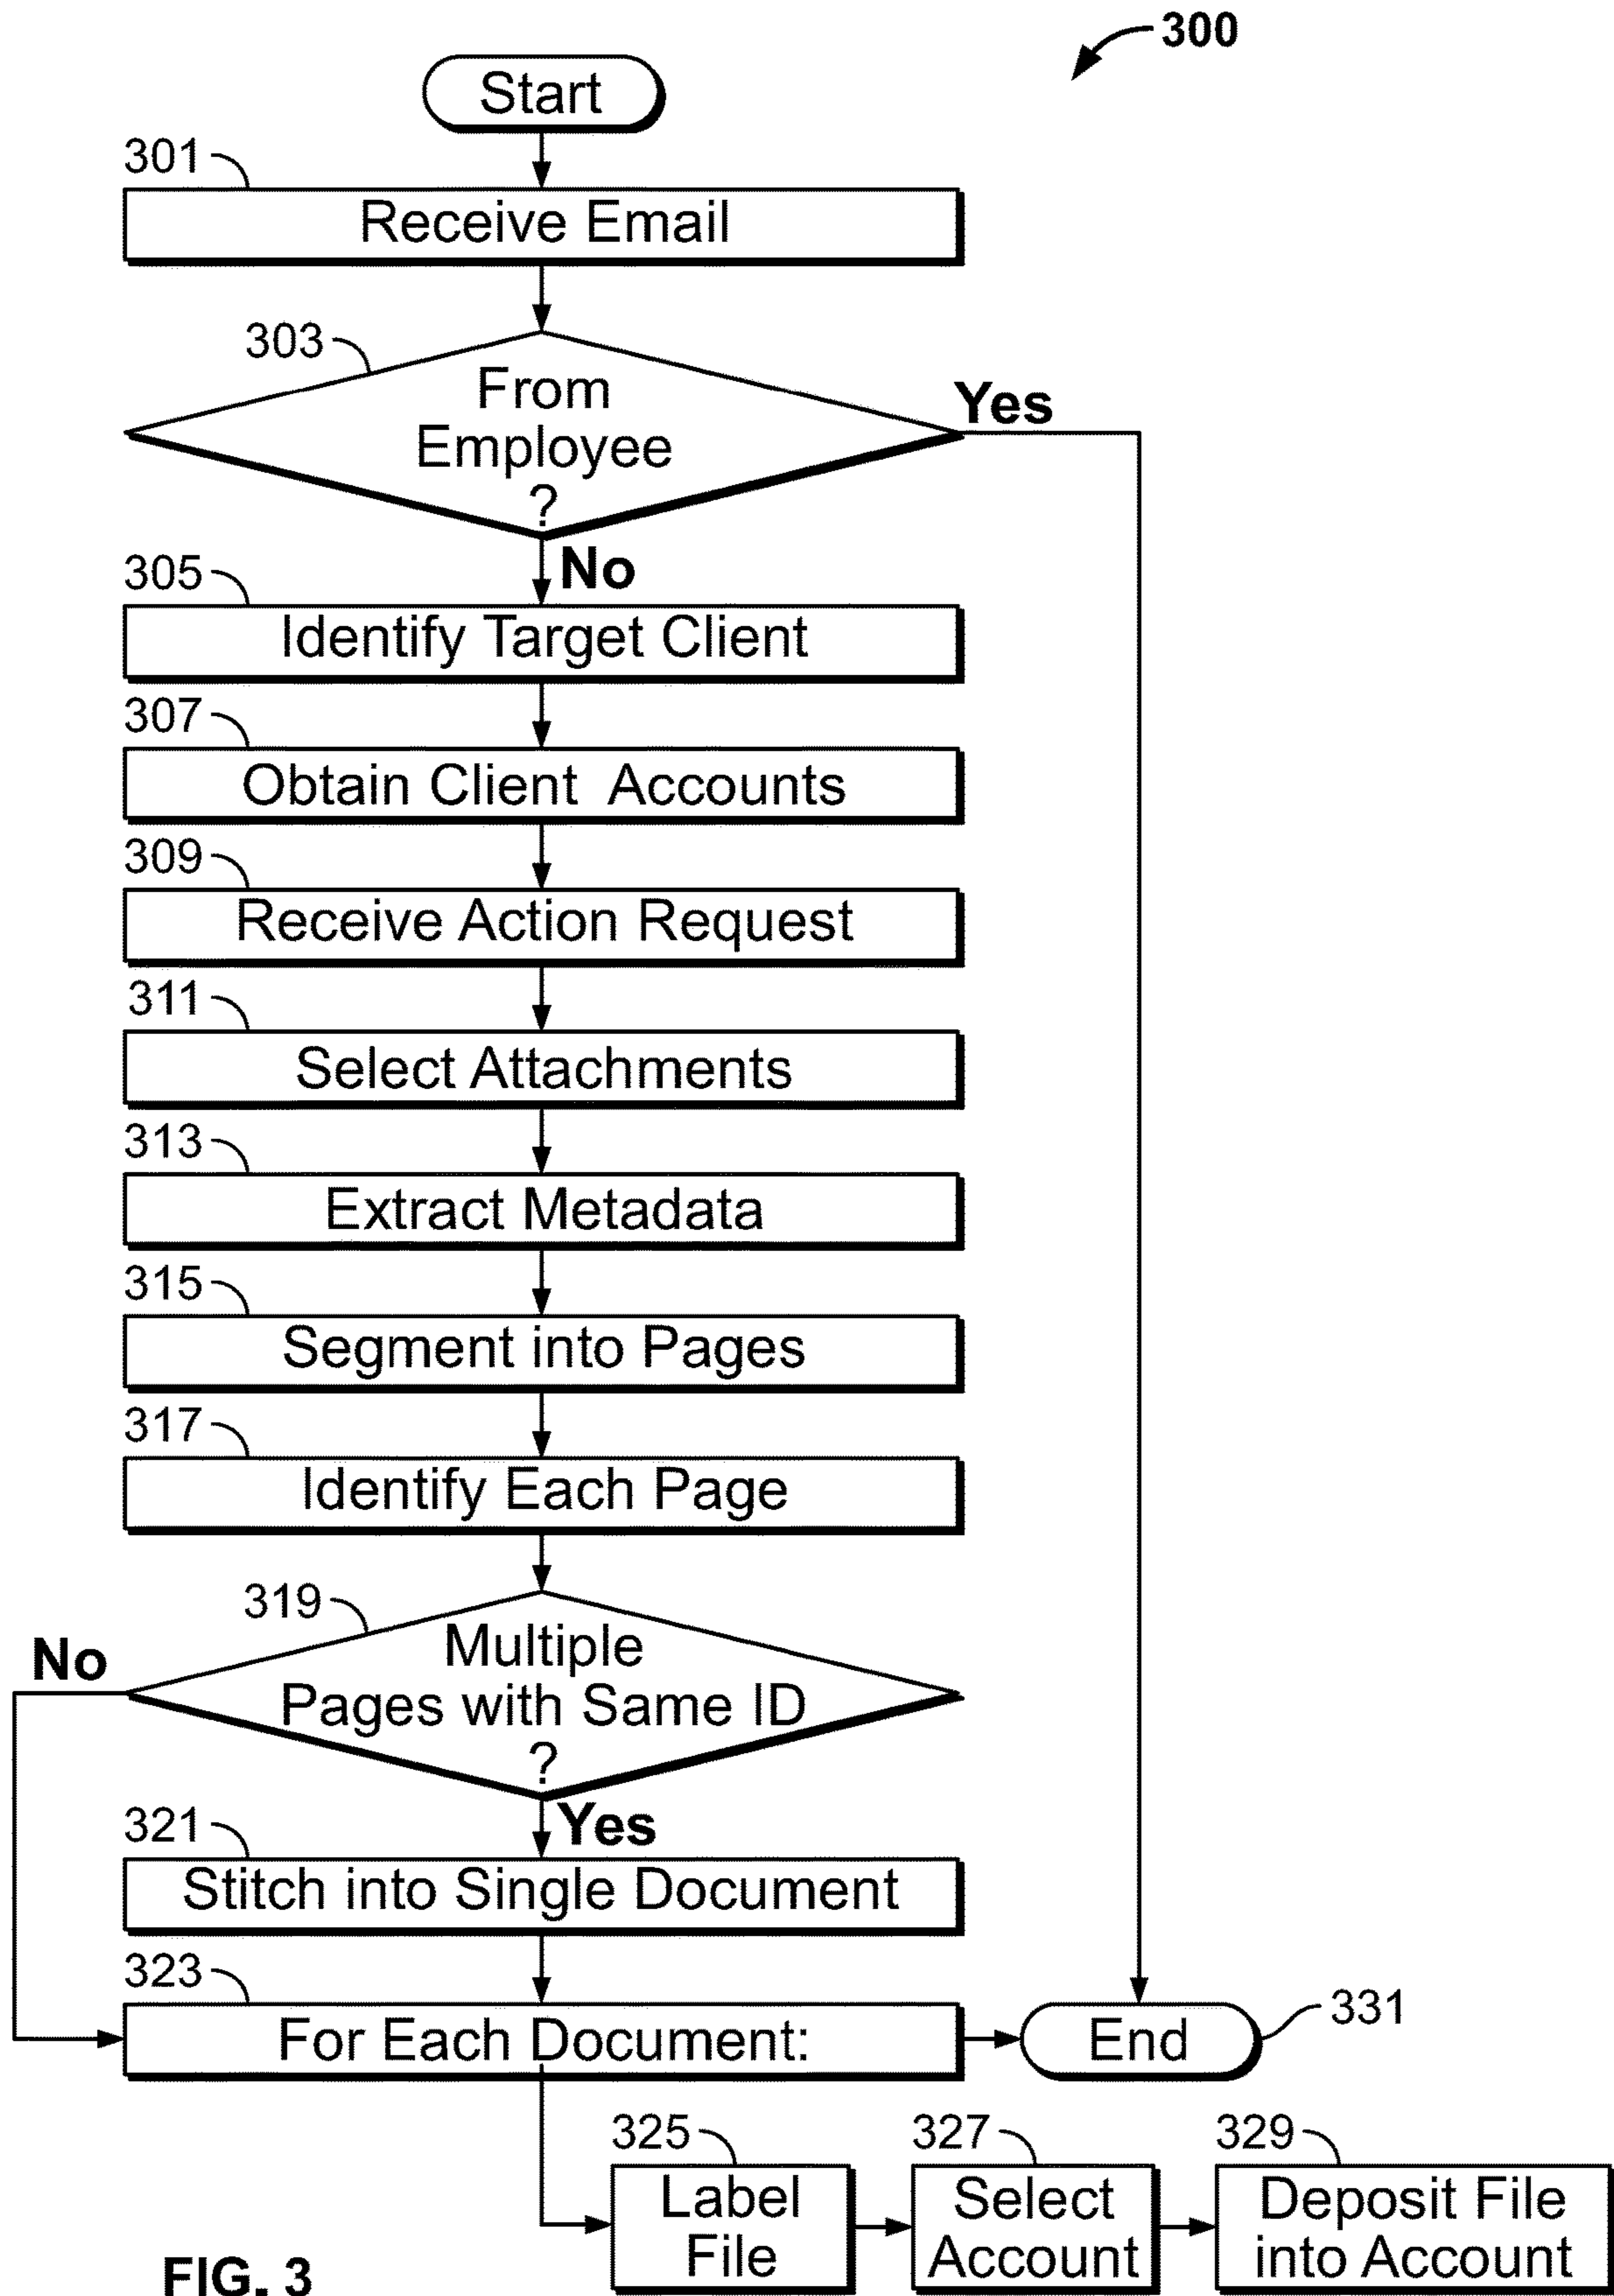 300
Start
301
Receive Email
303
From
Employee
?
Yes
No
305
Identify Target Client
307
Obtain Client Accounts
309
Receive Action Request
311
Select Attachments
313
Extract Metadata
315
Segment into Pages
317
Identify Each Page
319
No
Multiple
Pages with Same ID
?
Yes
321
Stitch into Single Document
323
For Each Document:
End
331
325
Label
File
327
Select
Account
329
Deposit File
into Account
FIG. 3